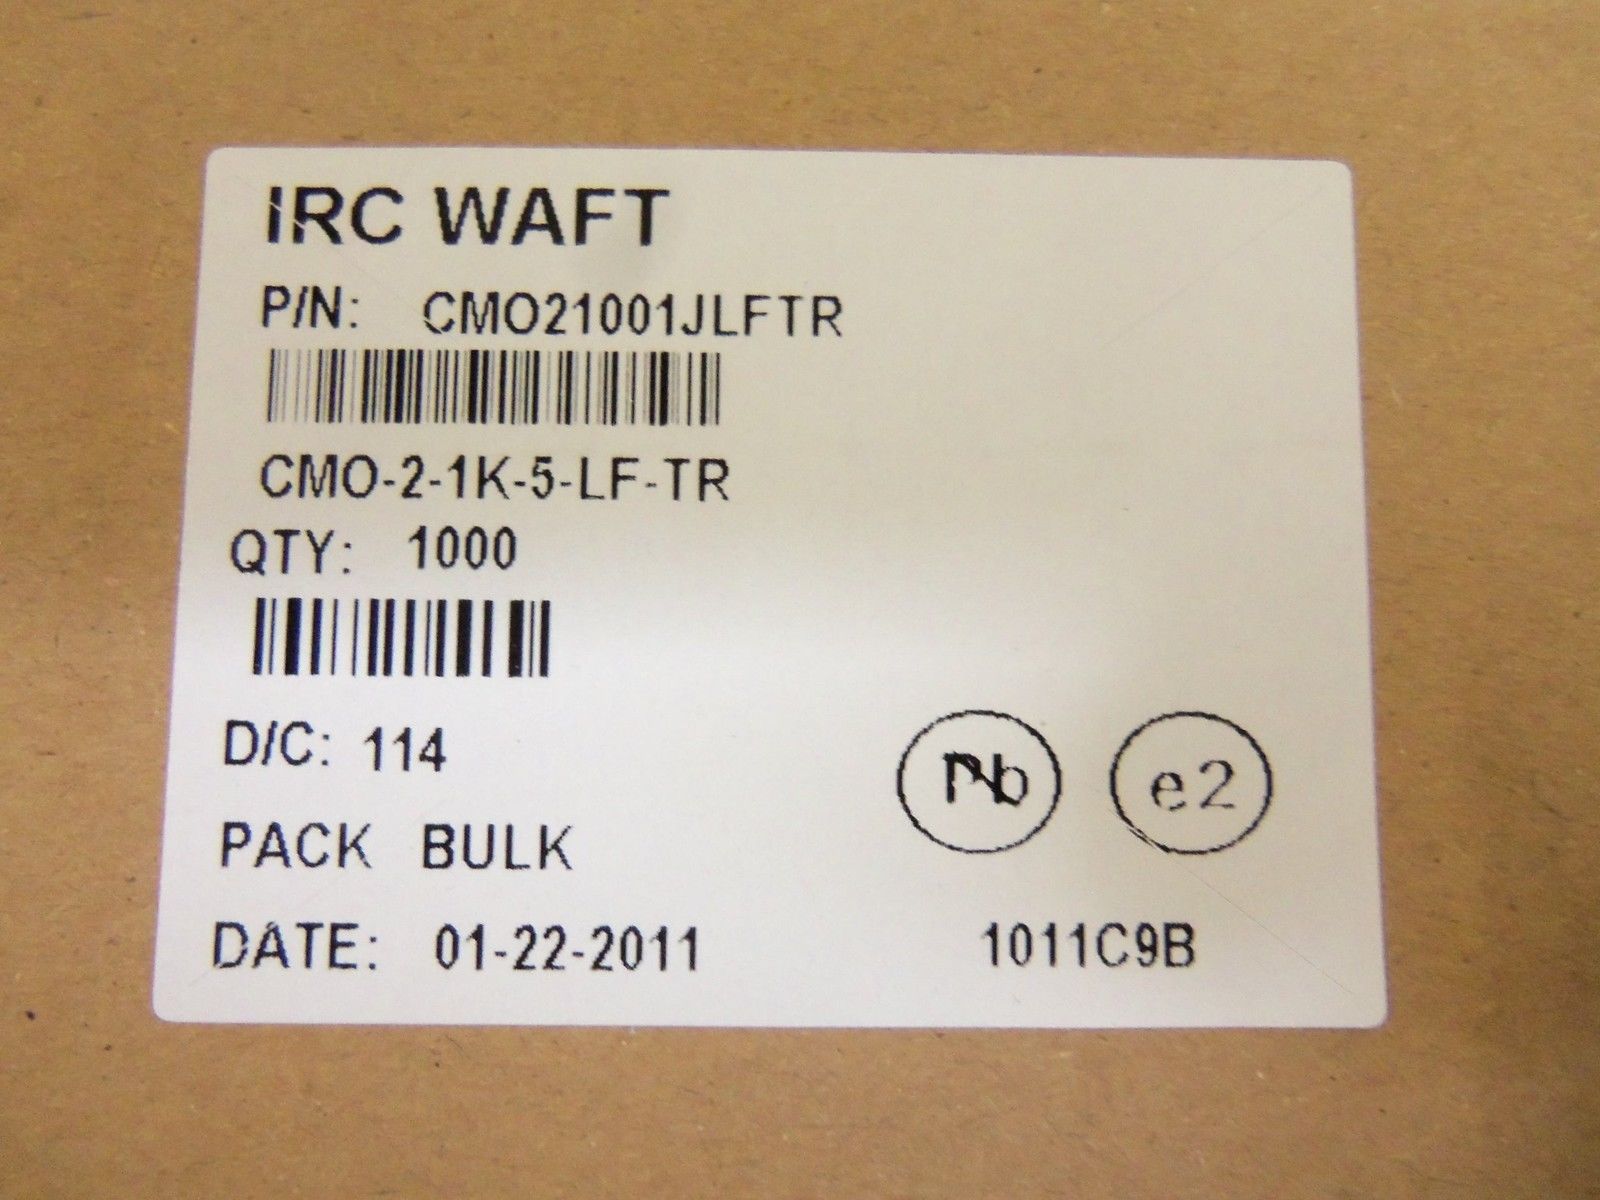 IRC WAFT
P/N: CMO21001JLFTR
CMO-2-1K-5-LF-TR
QTY: 1000
D/C: 114
Pb e2
PACK BULK
DATE: 01-22-2011 1011C9B